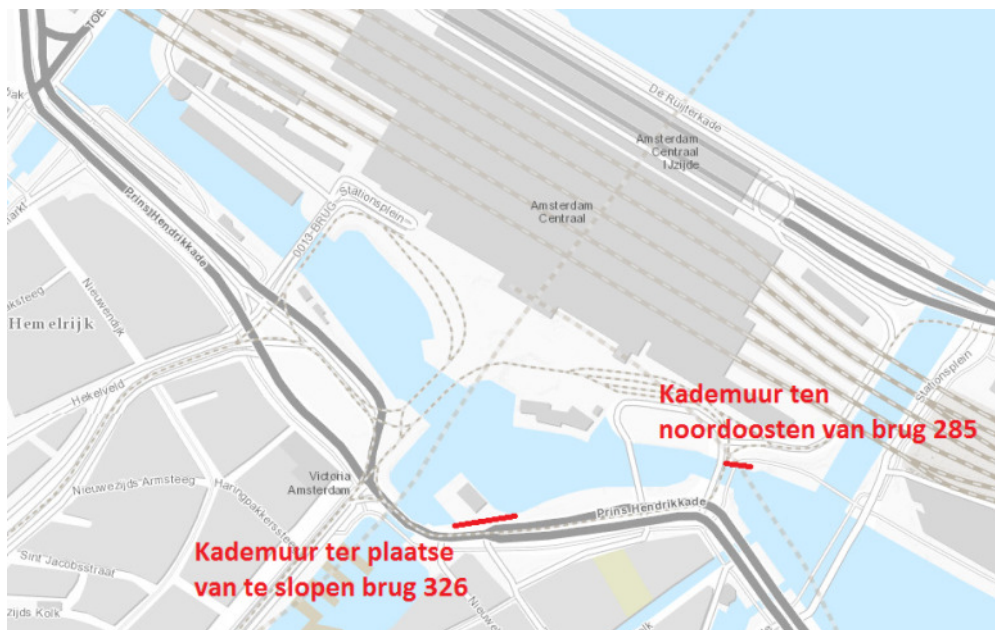 TOE
De Ruijterkade
Amsterdam
Centraal
IJzijde
Amsterdam
Centraal
Stationsplein
0013-BRUG
Prins Hendrikkade
Nieuwendijk
Hemelrijk
Hekelveld
Stationsplein
Kademuur ten
noordoosten van brug 285
Victoria
Amsterdam
Nieuwezijds Armsteeg
Haringpakkerssteeg
Prins Hendrikkade
Kademuur ter plaatse
van te slopen brug 326
Sint Jacobsstraat
zijds Kolk